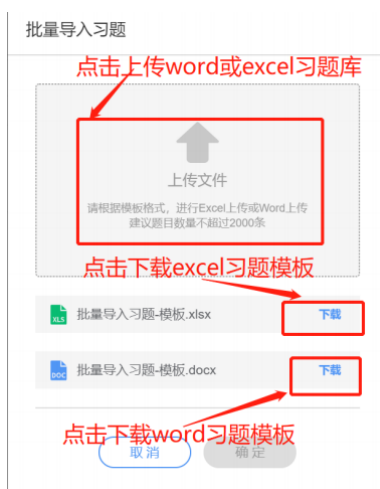 批量导入习题
点击上传word或excel习题库
上传文件
请根据模板格式，进行Excel上传或Word上传
建议题目数量不超过2000条
点击下载excel习题模板
XLS 批量导入习题-模板.xlsx 下载
DOC 批量导入习题-模板.docx 下载
点击下载word习题模板
取消 确定